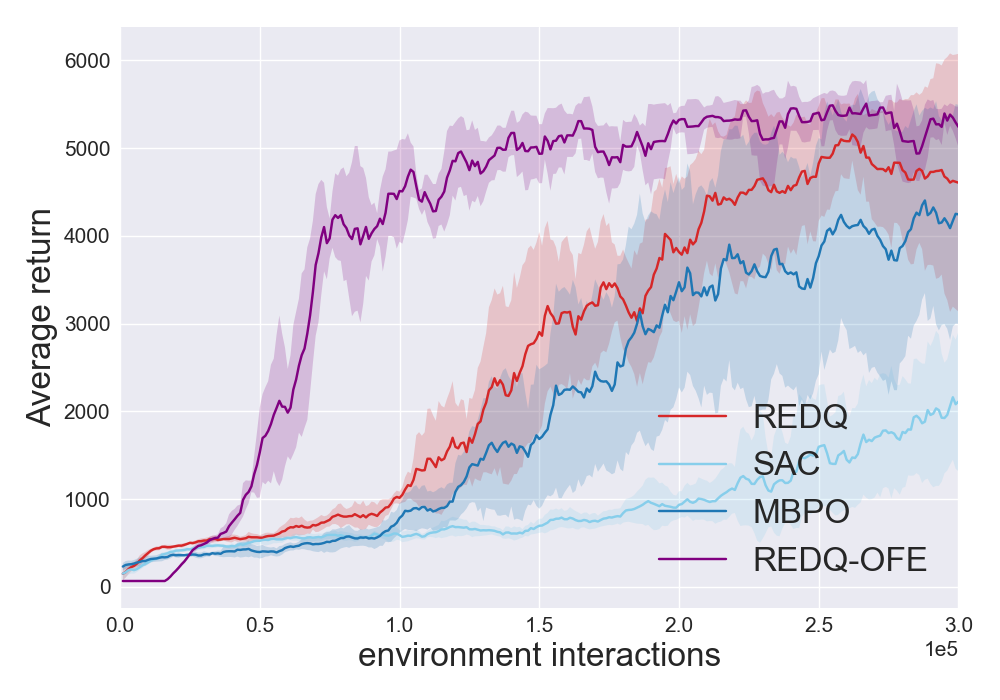 6000
5000
4000
3000
2000
1000
0
Average return
REDQ
SAC
MBPO
REDQ-OFE
0.0 0.5 1.0 1.5 2.0 2.5 3.0
1e5
environment interactions